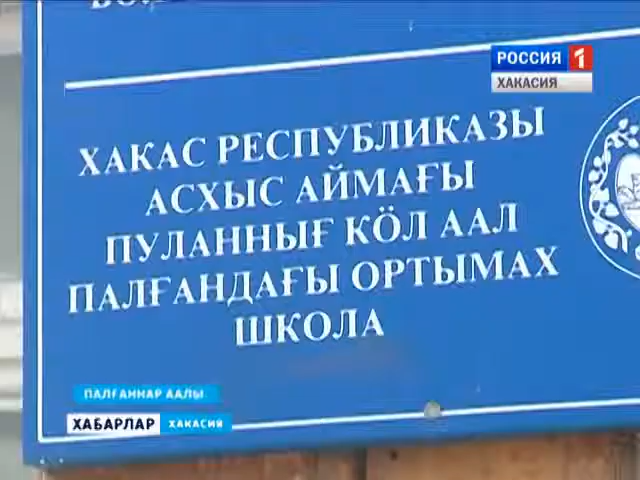 РОССИЯ 1
ХАКАСИЯ
ХАКАС РЕСПУБЛИКАЗЫ
АСХЫС АЙМАҒЫ
ПУЛАННЫҒ КӦЛ ААЛ
ПАЛҒАНДАҒЫ ОРТЫМАХ
ШКОЛА
ПАЛҒАННАР ААЛЫ
ХАБАРЛАР ХАКАСИЯ